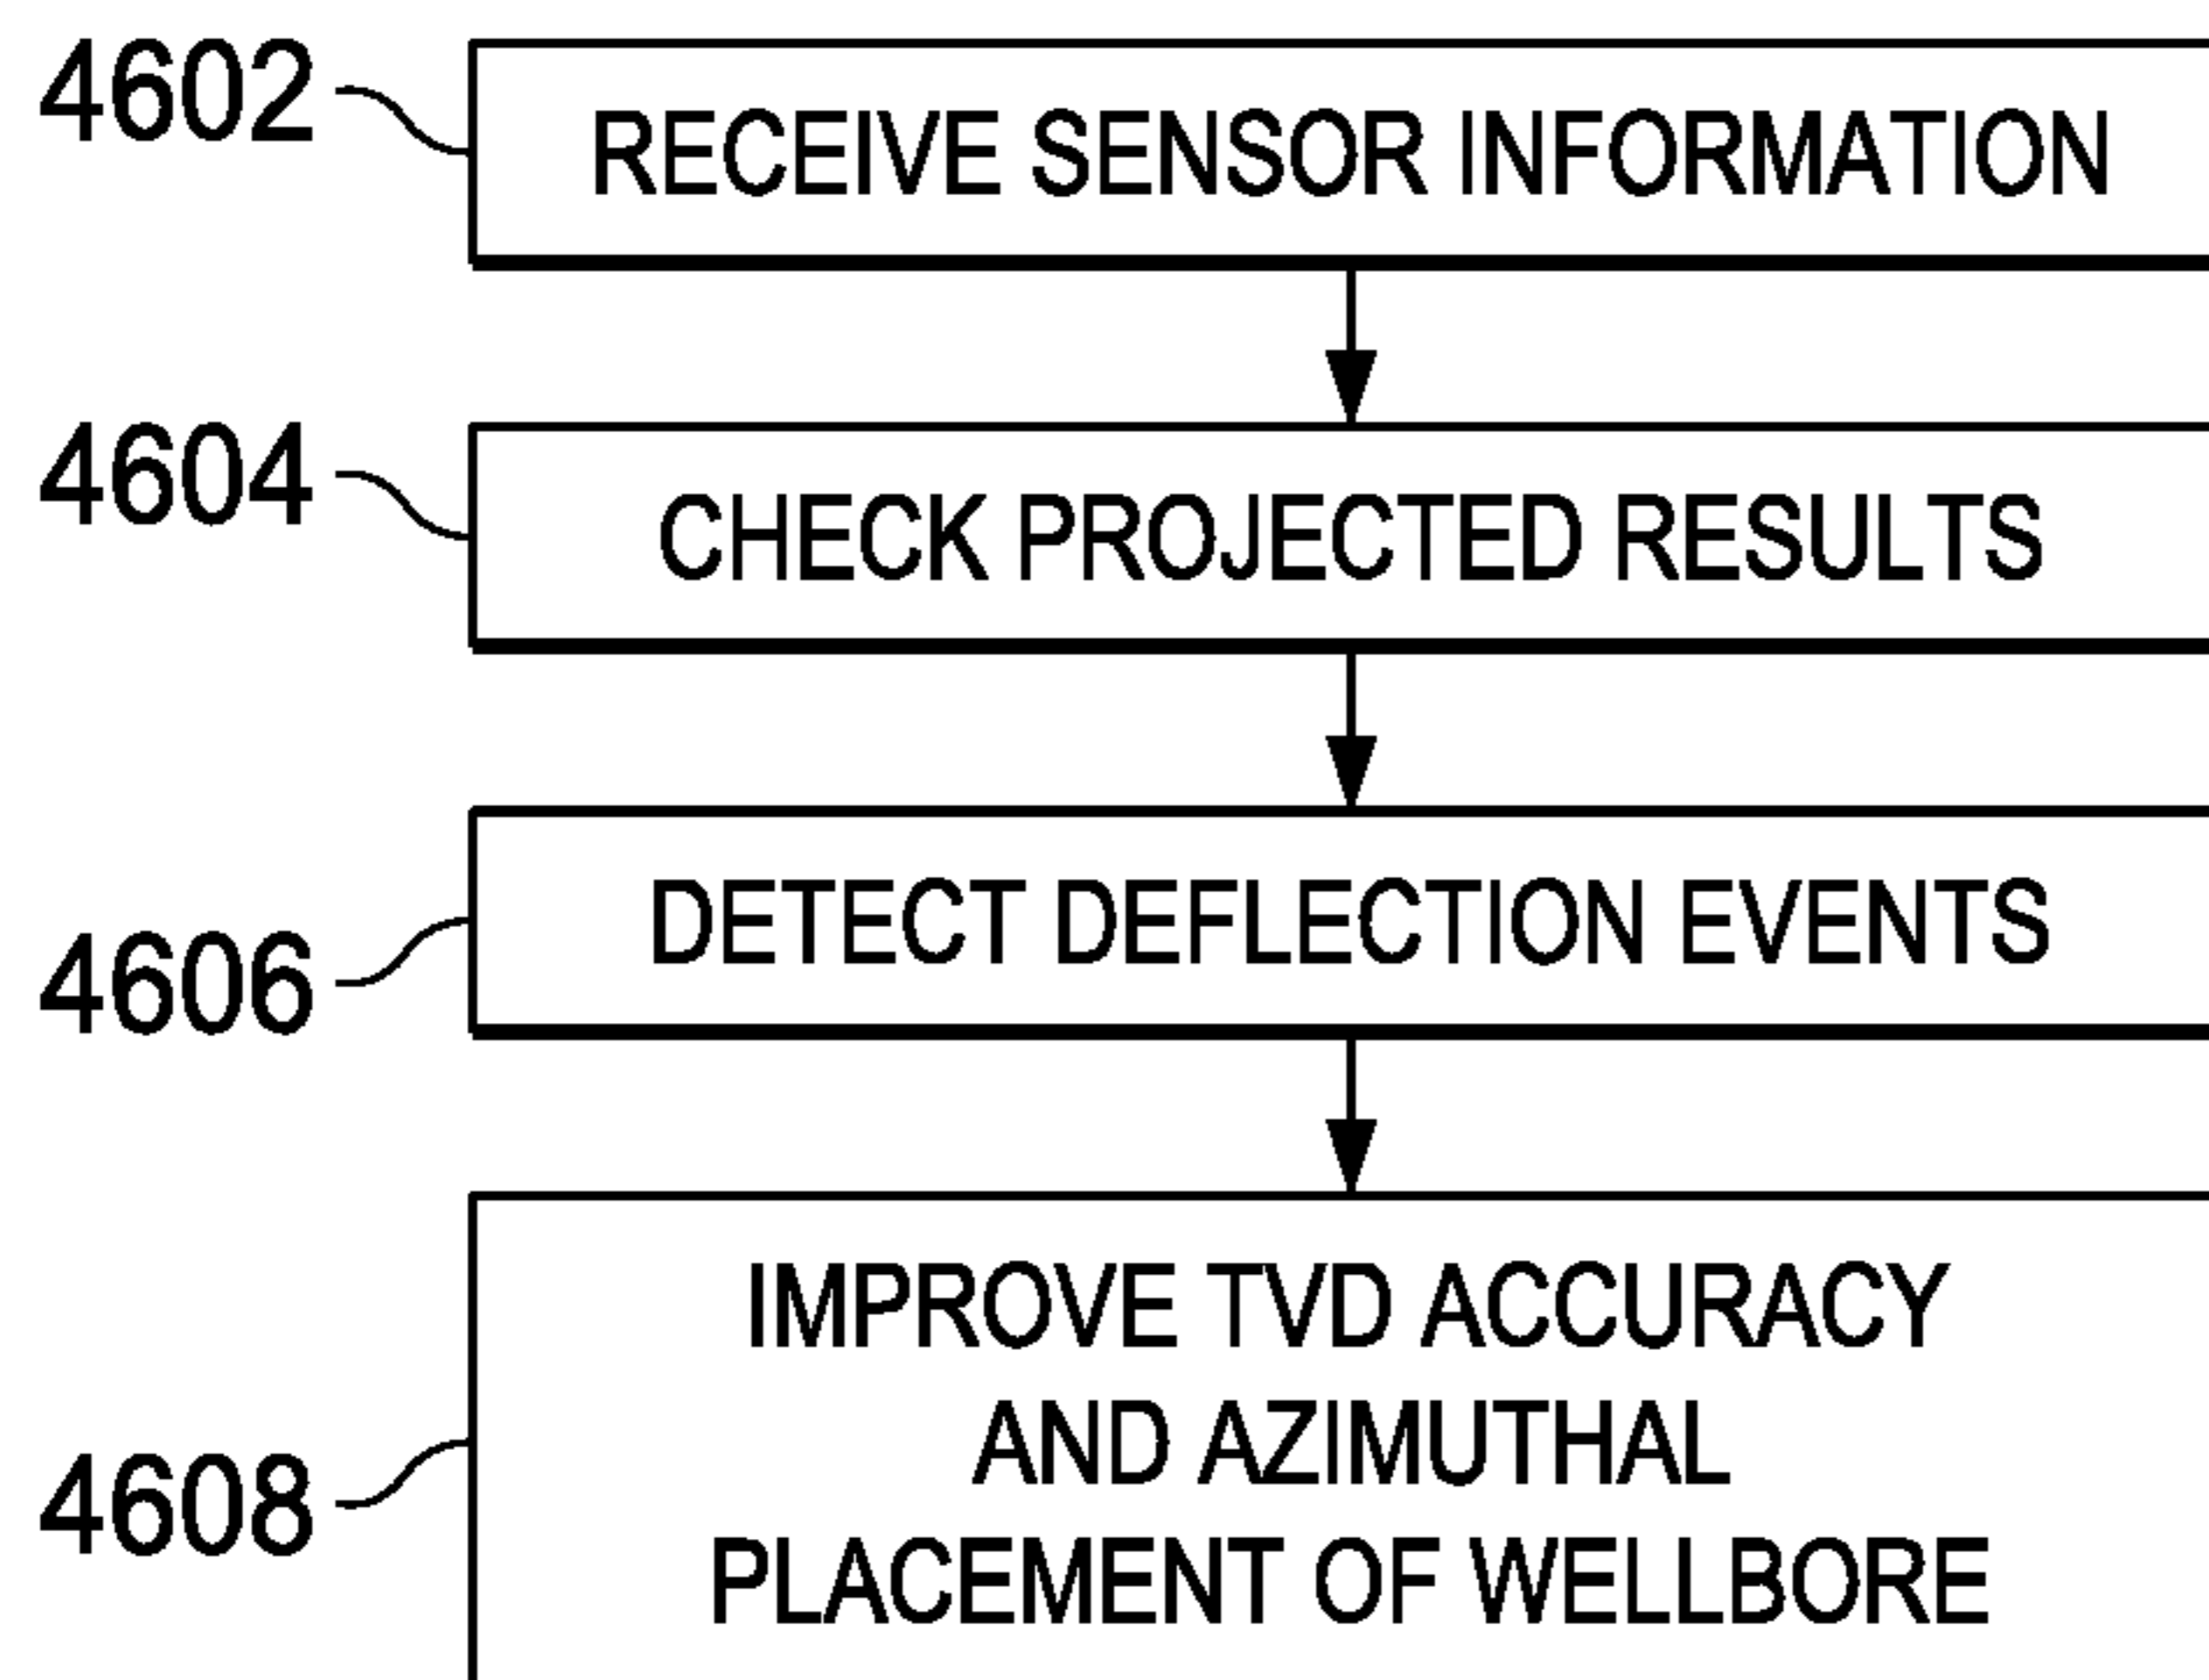 4602
RECEIVE SENSOR INFORMATION
4604
CHECK PROJECTED RESULTS
4606
DETECT DEFLECTION EVENTS
4608
IMPROVE TVD ACCURACY
AND AZIMUTHAL
PLACEMENT OF WELLBORE